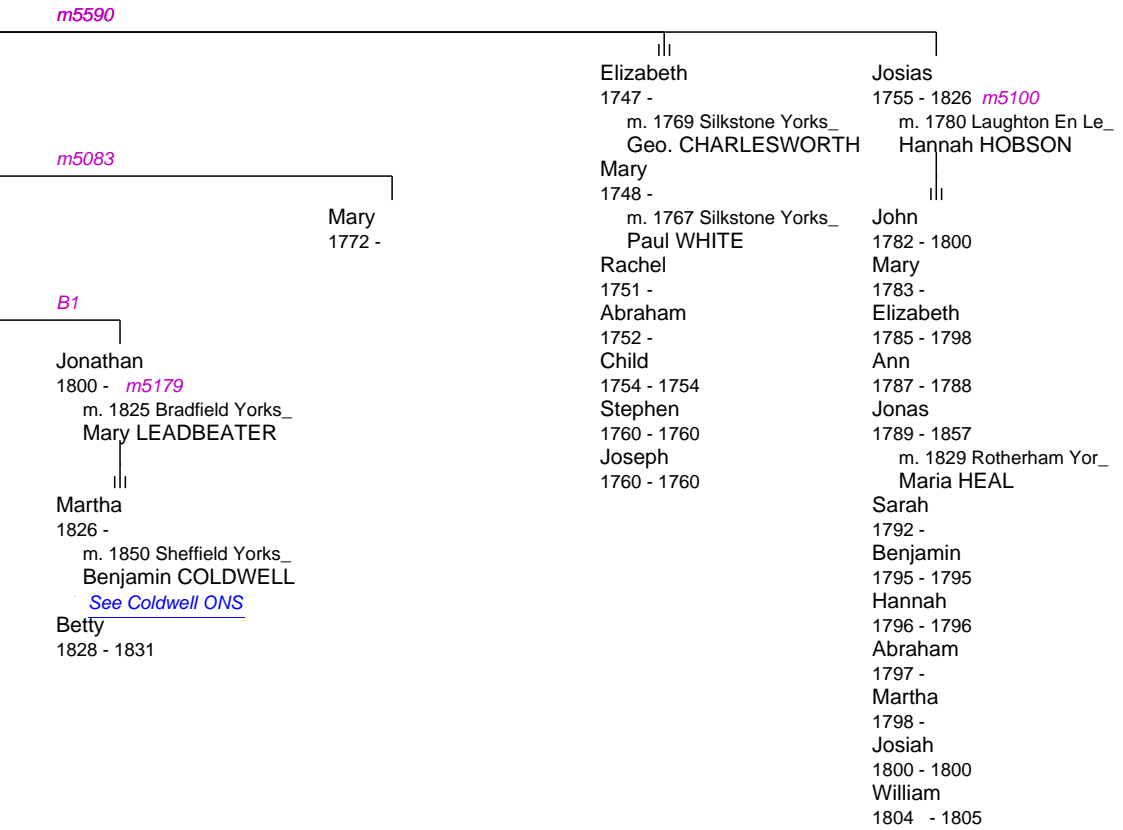 m5590
Elizabeth
1747 -
m. 1769 Silkstone Yorks_
Geo. CHARLESWORTH
Mary
1748 -
m. 1767 Silkstone Yorks_
Paul WHITE
Rachel
1751 -
Abraham
1752 -
Child
1754 - 1754
Stephen
1760 - 1760
Joseph
1760 - 1760
Josias
1755 - 1826 m5100
m. 1780 Laughton En Le_
Hannah HOBSON
John
1782 - 1800
Mary
1783 -
Elizabeth
1785 - 1798
Ann
1787 - 1788
Jonas
1789 - 1857
m. 1829 Rotherham Yor_
Maria HEAL
Sarah
1792 -
Benjamin
1795 - 1795
Hannah
1796 - 1796
Abraham
1797 -
Martha
1798 -
Josiah
1800 - 1800
William
1804 - 1805
m5083
Mary
1772 -
B1
Jonathan
1800 - m5179
m. 1825 Bradfield Yorks_
Mary LEADBEATER
Martha
1826 -
m. 1850 Sheffield Yorks_
Benjamin COLDWELL
See Coldwell ONS
Betty
1828 - 1831